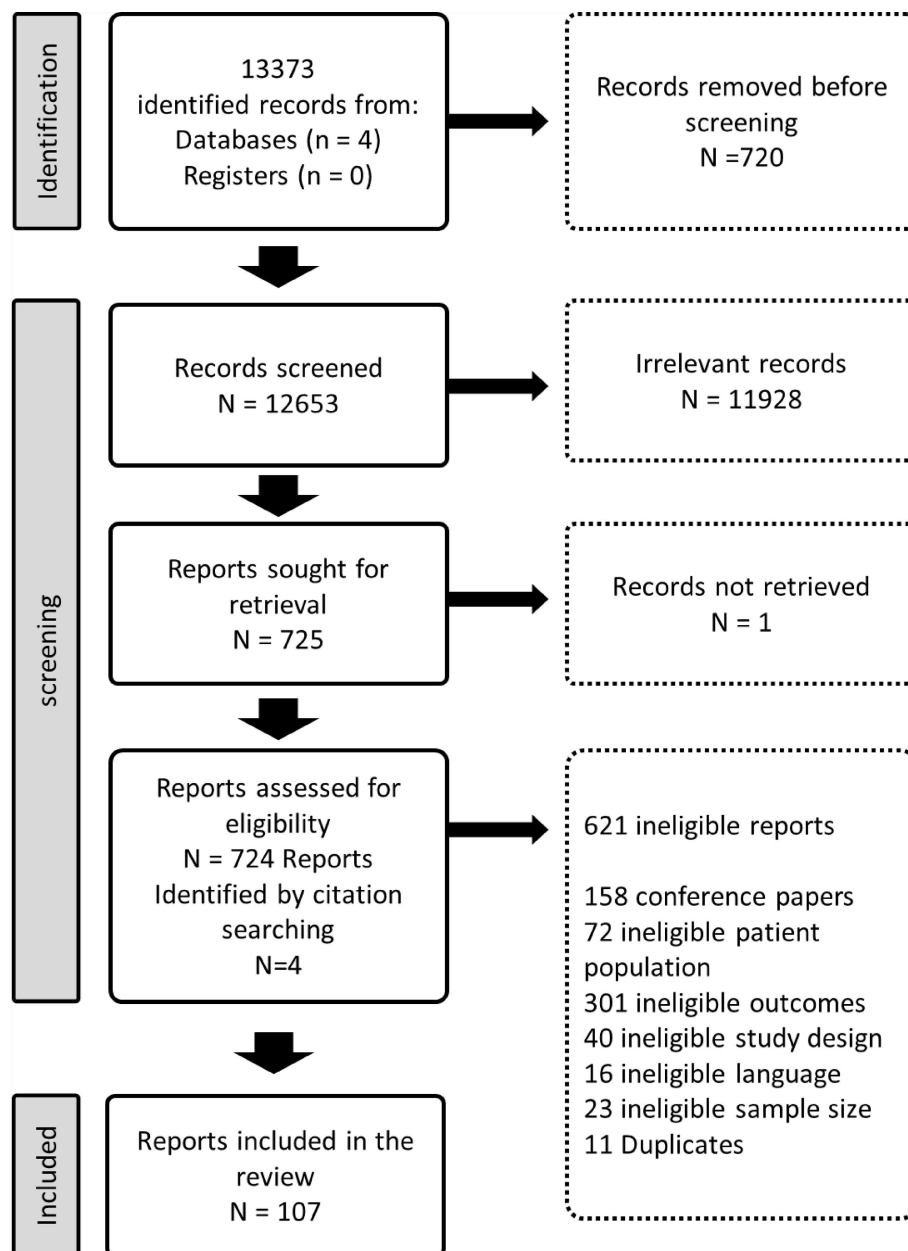 Identification
13373
identified records from:
Databases (n = 4)
Registers (n = 0)
Records removed before
screening
N =720
screening
Records screened
N = 12653
Irrelevant records
N = 11928
Reports sought for
retrieval
N = 725
Records not retrieved
N = 1
Reports assessed for
eligibility
N = 724 Reports
Identified by citation
searching
N=4
621 ineligible reports
158 conference papers
72 ineligible patient
population
301 ineligible outcomes
40 ineligible study design
16 ineligible language
23 ineligible sample size
11 Duplicates
Included
Reports included in the
review
N = 107